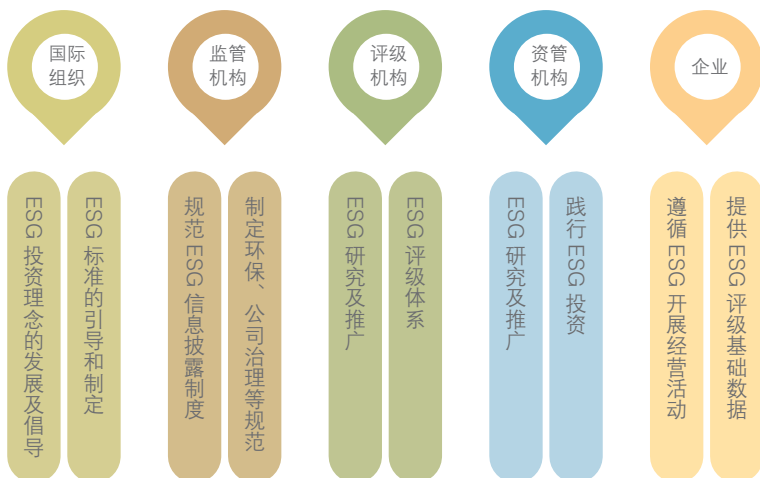 国际
组织
监管
机构
评级
机构
资管
机构
企业
ESG 投资理念的发展及倡导
ESG 标准的引导和制定
规范 ESG 信息披露制度
制定环保、公司治理等规范
ESG 研究及推广
ESG 评级体系
ESG 研究及推广
践行 ESG 投资
遵循 ESG 开展经营活动
提供 ESG 评级基础数据